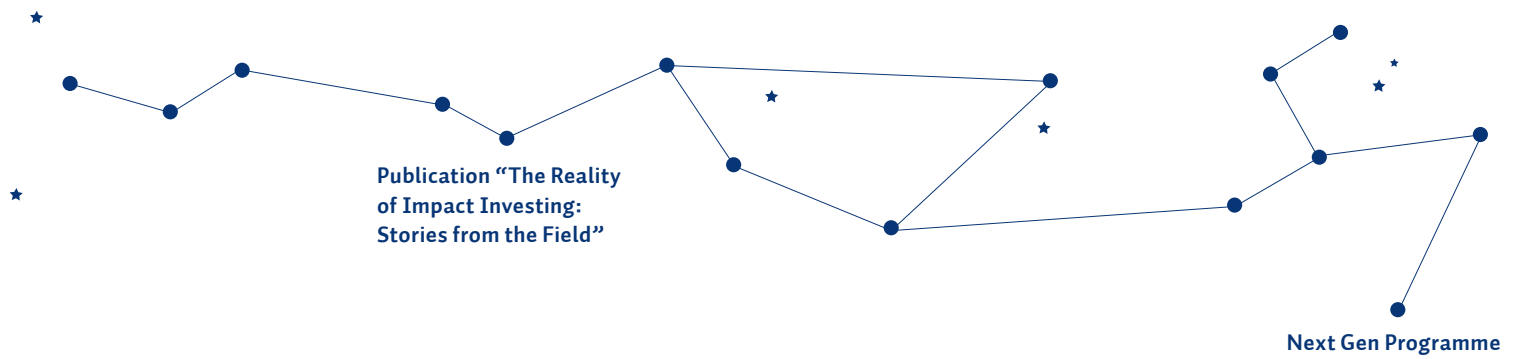 Publication “The Reality
of Impact Investing:
Stories from the Field”
Next Gen Programme